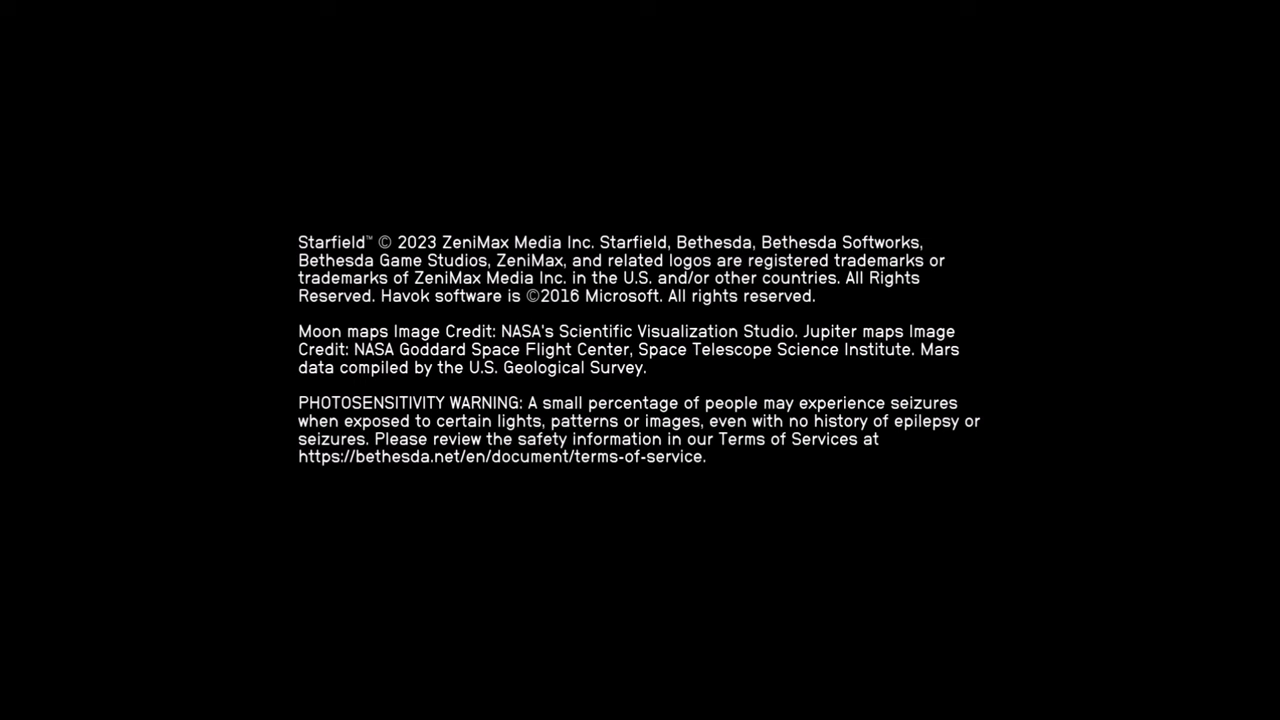 Starfield™ © 2023 ZeniMax Media Inc. Starfield, Bethesda, Bethesda Softworks,
Bethesda Game Studios, ZeniMax, and related logos are registered trademarks or
trademarks of ZeniMax Media Inc. in the U.S. and/or other countries. All Rights
Reserved. Havok software is ©2016 Microsoft. All rights reserved.
Moon maps Image Credit: NASA's Scientific Visualization Studio. Jupiter maps Image
Credit: NASA Goddard Space Flight Center, Space Telescope Science Institute. Mars
data compiled by the U.S. Geological Survey.
PHOTOSENSITIVITY WARNING: A small percentage of people may experience seizures
when exposed to certain lights, patterns or images, even with no history of epilepsy or
seizures. Please review the safety information in our Terms of Services at
https://bethesda.net/en/document/terms-of-service.